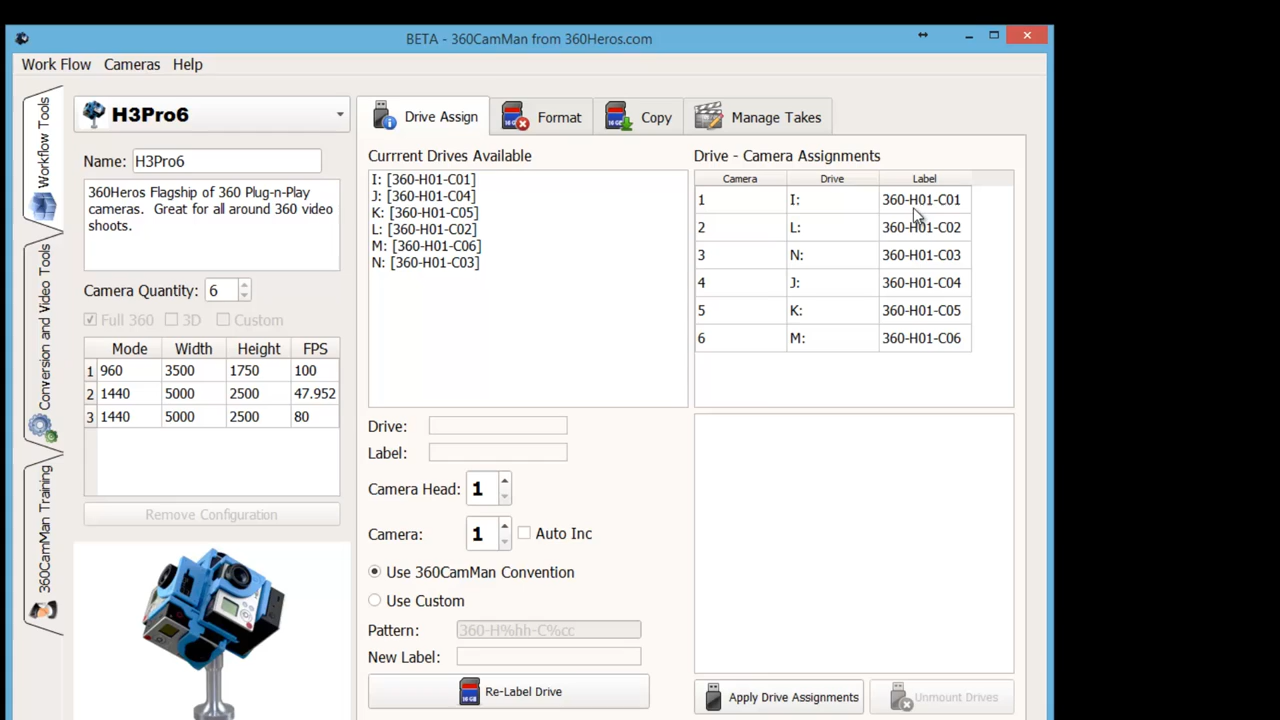 BETA - 360CamMan from 360Heros.com
Work Flow Cameras Help
Workflow Tools
Conversion and Video Tools
360CamMan Training
H3Pro6
Name: H3Pro6
360Heros Flagship of 360 Plug-n-Play
cameras. Great for all around 360 video
shoots.
Camera Quantity: 6
Full 360 3D Custom
Mode Width Height FPS
1 960 3500 1750 100
2 1440 5000 2500 47.952
3 1440 5000 2500 80
Remove Configuration
Drive Assign Format Copy Manage Takes
Currrent Drives Available
I: [360-H01-C01]
J: [360-H01-C04]
K: [360-H01-C05]
L: [360-H01-C02]
M: [360-H01-C06]
N: [360-H01-C03]
Drive:
Label:
Camera Head: 1
Camera: 1 Auto Inc
Use 360CamMan Convention
Use Custom
Pattern: 360-H%hh-C%cc
New Label:
Re-Label Drive
Drive - Camera Assignments
Camera Drive Label
1 I: 360-H01-C01
2 L: 360-H01-C02
3 N: 360-H01-C03
4 J: 360-H01-C04
5 K: 360-H01-C05
6 M: 360-H01-C06
Apply Drive Assignments Unmount Drives